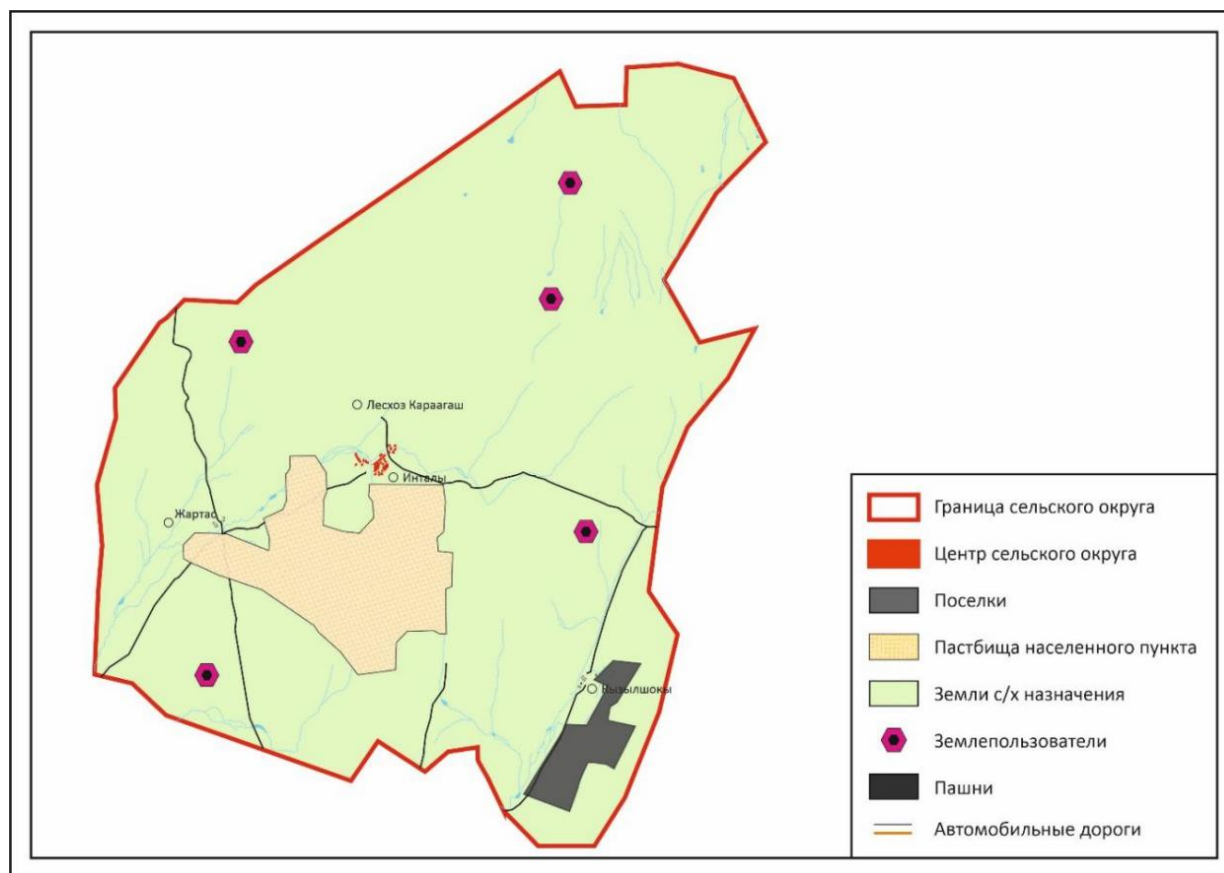 Лесхоз Караагаш
Инталы
Жартас
Кызылшокы
Граница сельского округа
Центр сельского округа
Поселки
Пастбища населенного пункта
Земли с/х назначения
Землепользователи
Пашни
Автомобильные дороги